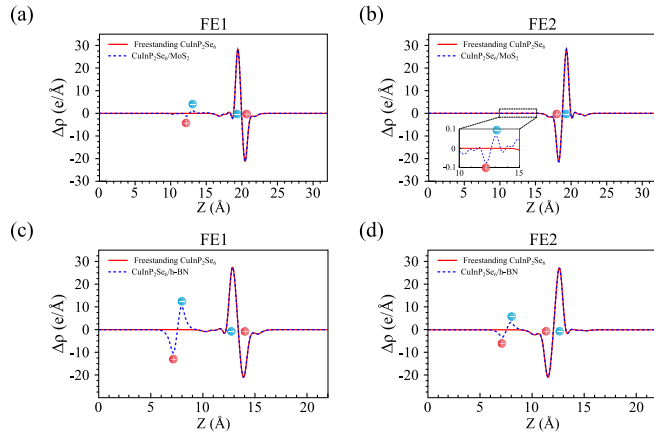 (a) FE1
Freestanding CuInP₂Se₆
CuInP₂Se₆/MoS₂
Δρ (e/Å)
30
20
10
0
-10
-20
-30
0 5 10 15 20 25 30
Z (Å)
(b) FE2
Freestanding CuInP₂Se₆
CuInP₂Se₆/MoS₂
Δρ (e/Å)
30
20
10
0
-10
-20
-30
0.1
0
-0.1
10 15
0 5 10 15 20 25 30
Z (Å)
(c) FE1
Freestanding CuInP₂Se₆
CuInP₂Se₆/h-BN
Δρ (e/Å)
30
20
10
0
-10
-20
0 5 10 15 20
Z (Å)
(d) FE2
Freestanding CuInP₂Se₆
CuInP₂Se₆/h-BN
Δρ (e/Å)
30
20
10
0
-10
-20
0 5 10 15 20
Z (Å)